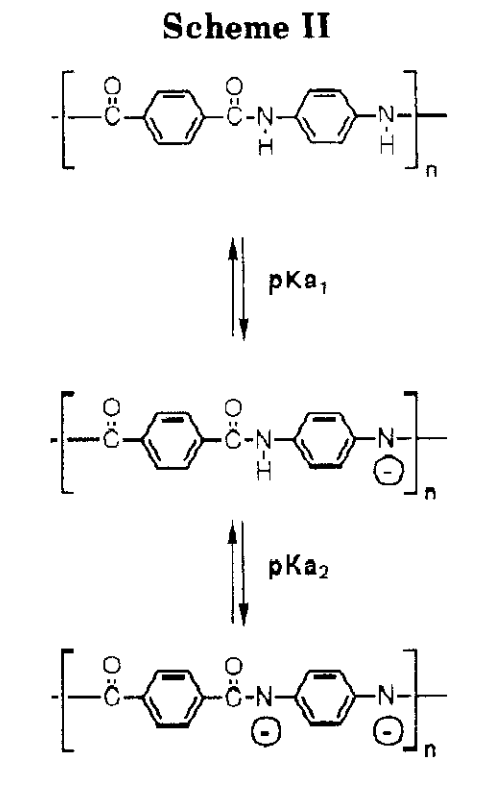 Scheme II
O O
C C N N
H H
n
pKa₁
O O
C C N N
H ⊖
n
pKa₂
O O
C C N N
⊖ ⊖
n